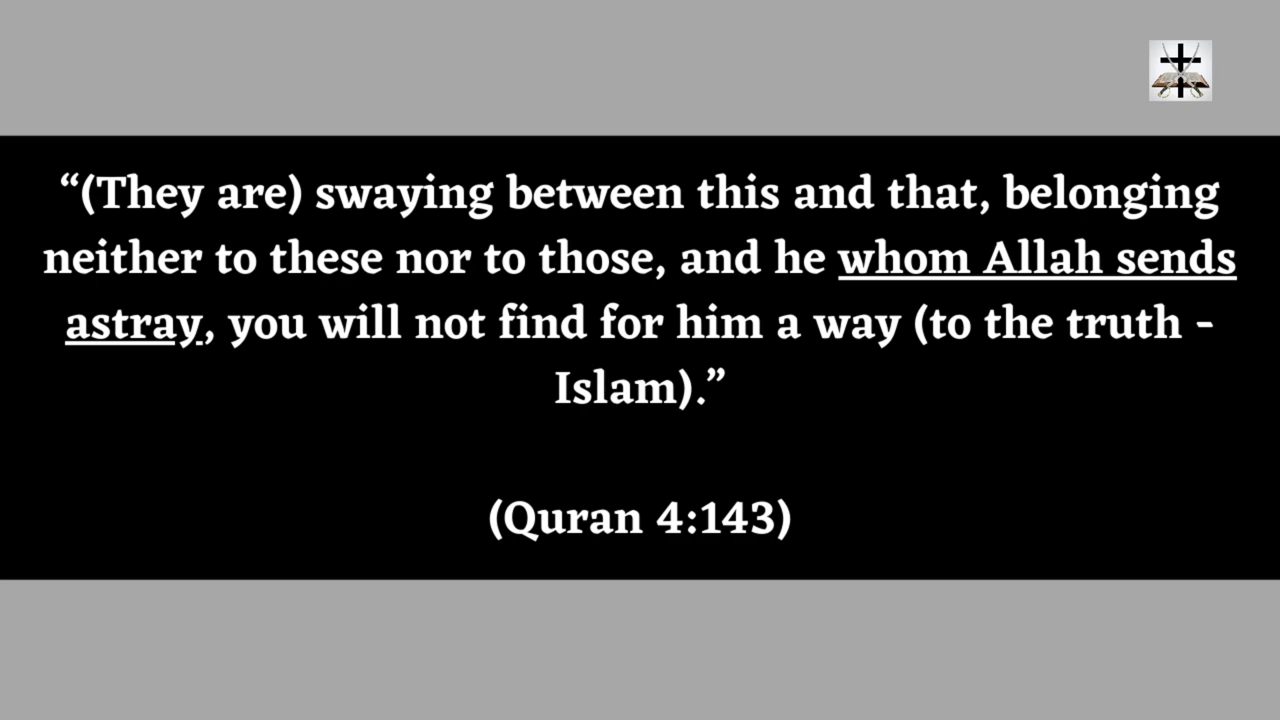 “(They are) swaying between this and that, belonging
neither to these nor to those, and he whom Allah sends
astray, you will not find for him a way (to the truth -
Islam).”
(Quran 4:143)